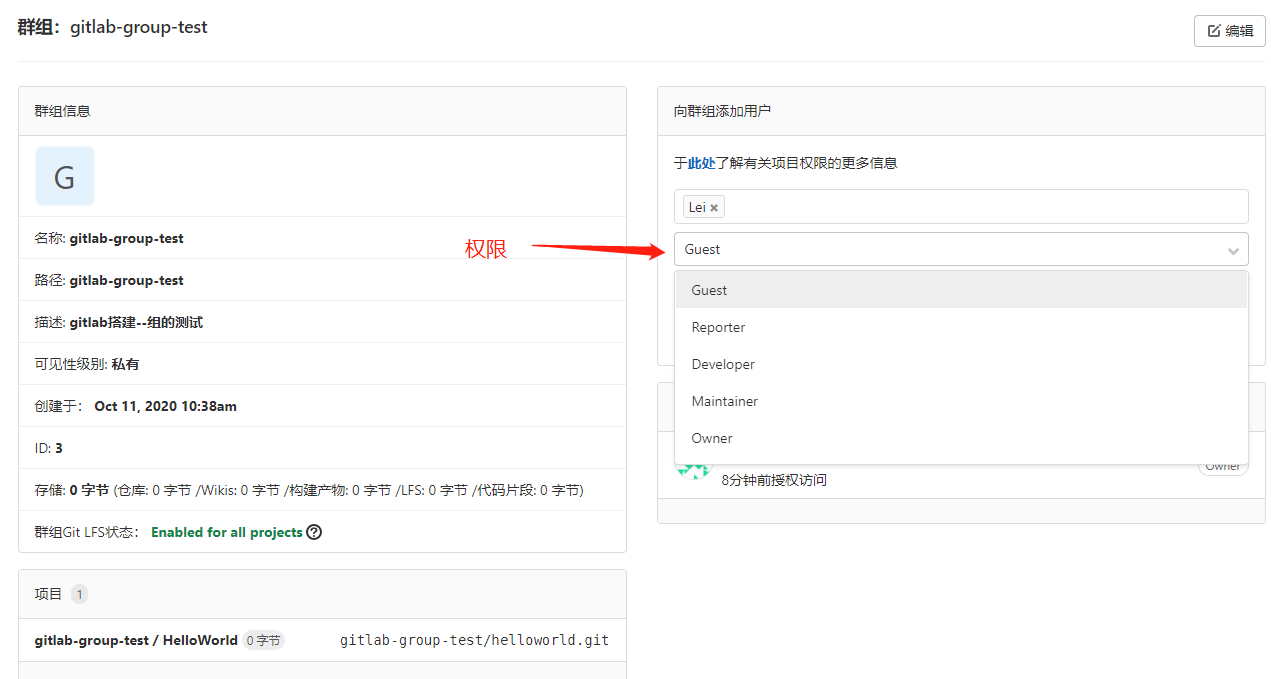 群组：gitlab-group-test
编辑
群组信息
G
名称: gitlab-group-test
路径: gitlab-group-test
描述: gitlab搭建--组的测试
可见性级别: 私有
创建于： Oct 11, 2020 10:38am
ID: 3
存储: 0 字节 (仓库: 0 字节 /Wikis: 0 字节 /构建产物: 0 字节 /LFS: 0 字节 /代码片段: 0 字节)
群组Git LFS状态： Enabled for all projects
项目 1
gitlab-group-test / HelloWorld 0 字节 gitlab-group-test/helloworld.git
向群组添加用户
于此处了解有关项目权限的更多信息
Lei
权限
Guest
Guest
Reporter
Developer
Maintainer
Owner
Owner
8分钟前授权访问